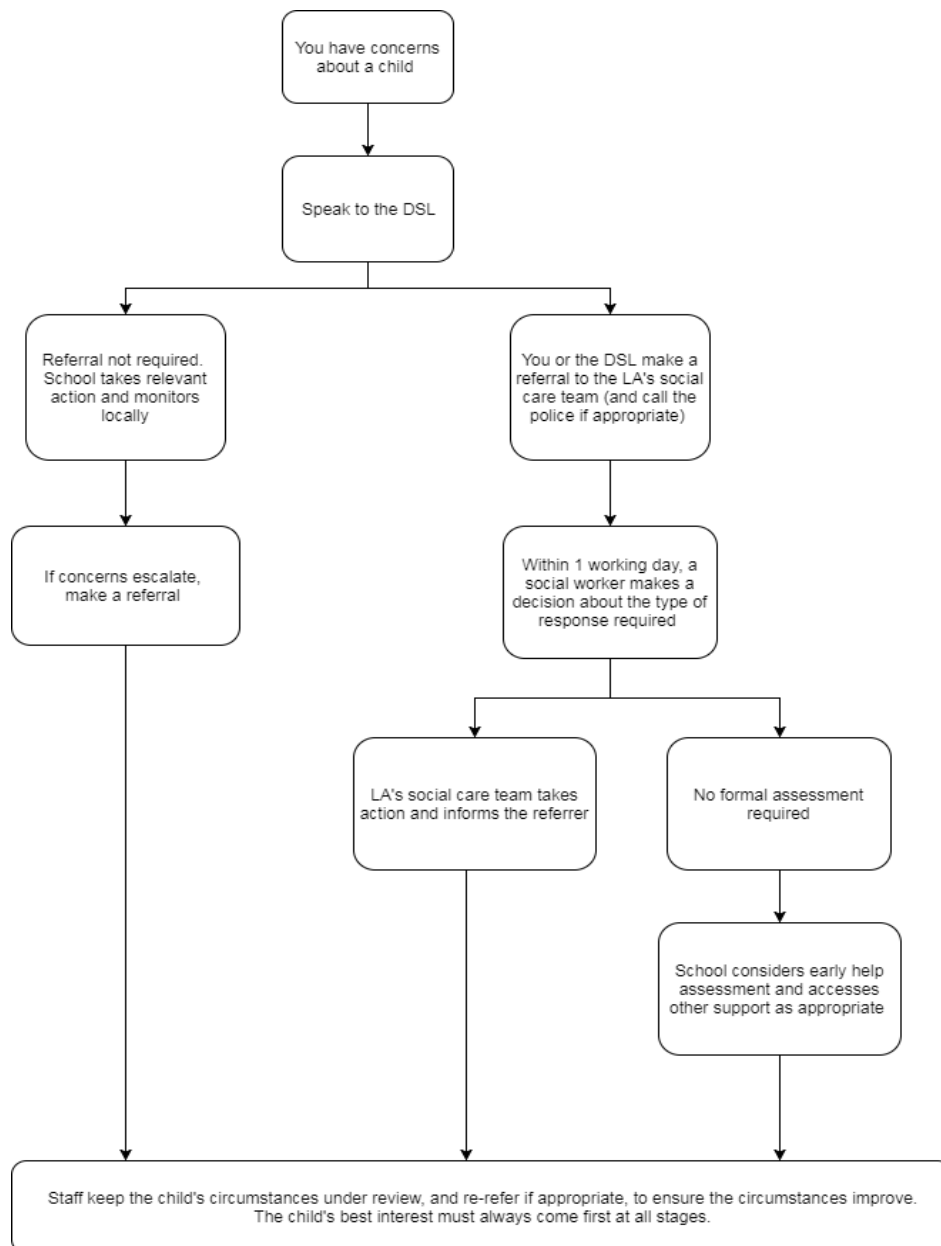 You have concerns
about a child
Speak to the DSL
Referral not required.
School takes relevant
action and monitors
locally
You or the DSL make a
referral to the LA's social
care team (and call the
police if appropriate)
If concerns escalate,
make a referral
Within 1 working day, a
social worker makes a
decision about the type of
response required
LA's social care team takes
action and informs the referrer
No formal assessment
required
School considers early help
assessment and accesses
other support as appropriate
Staff keep the child's circumstances under review, and re-refer if appropriate, to ensure the circumstances improve.
The child's best interest must always come first at all stages.